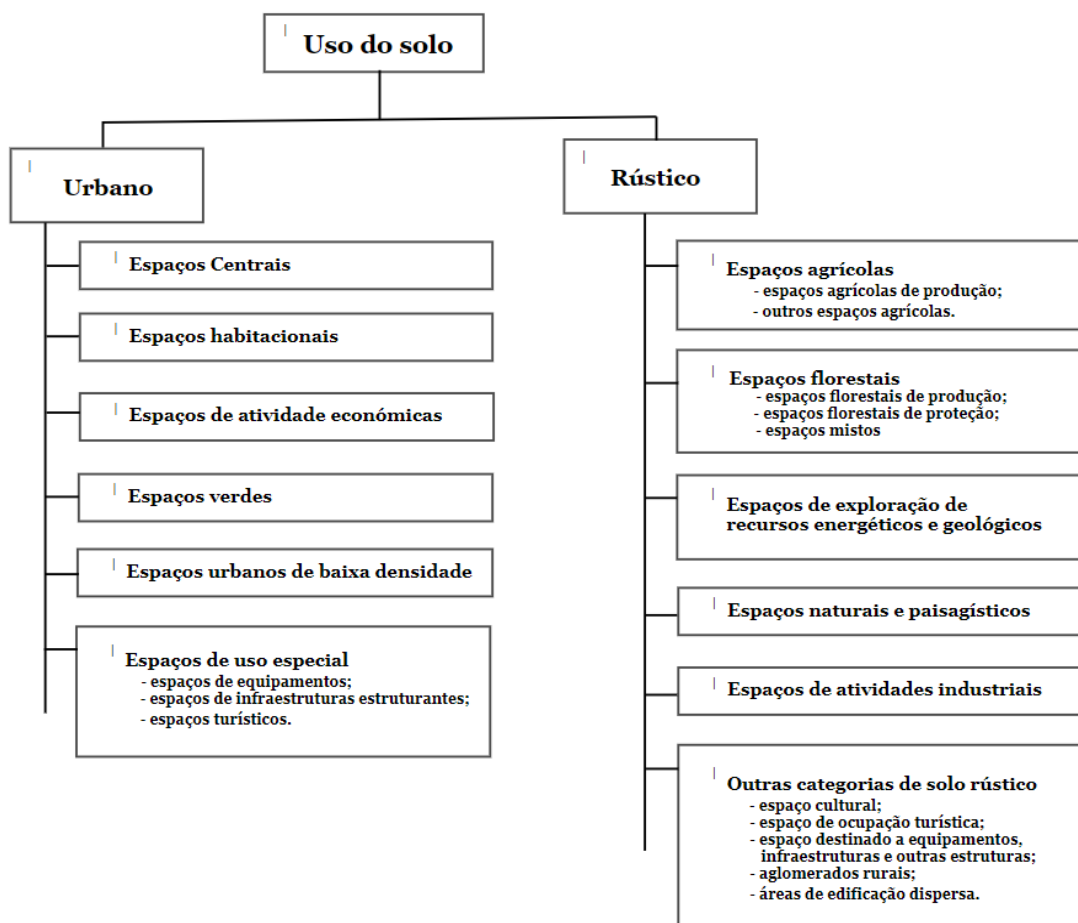 Uso do solo
Urbano
Espaços Centrais
Espaços habitacionais
Espaços de atividade económicas
Espaços verdes
Espaços urbanos de baixa densidade
Espaços de uso especial
- espaços de equipamentos;
- espaços de infraestruturas estruturantes;
- espaços turísticos.
Rústico
Espaços agrícolas
- espaços agrícolas de produção;
- outros espaços agrícolas.
Espaços florestais
- espaços florestais de produção;
- espaços florestais de proteção;
- espaços mistos
Espaços de exploração de
recursos energéticos e geológicos
Espaços naturais e paisagísticos
Espaços de atividades industriais
Outras categorias de solo rústico
- espaço cultural;
- espaço de ocupação turística;
- espaço destinado a equipamentos,
infraestruturas e outras estruturas;
- aglomerados rurais;
- áreas de edificação dispersa.